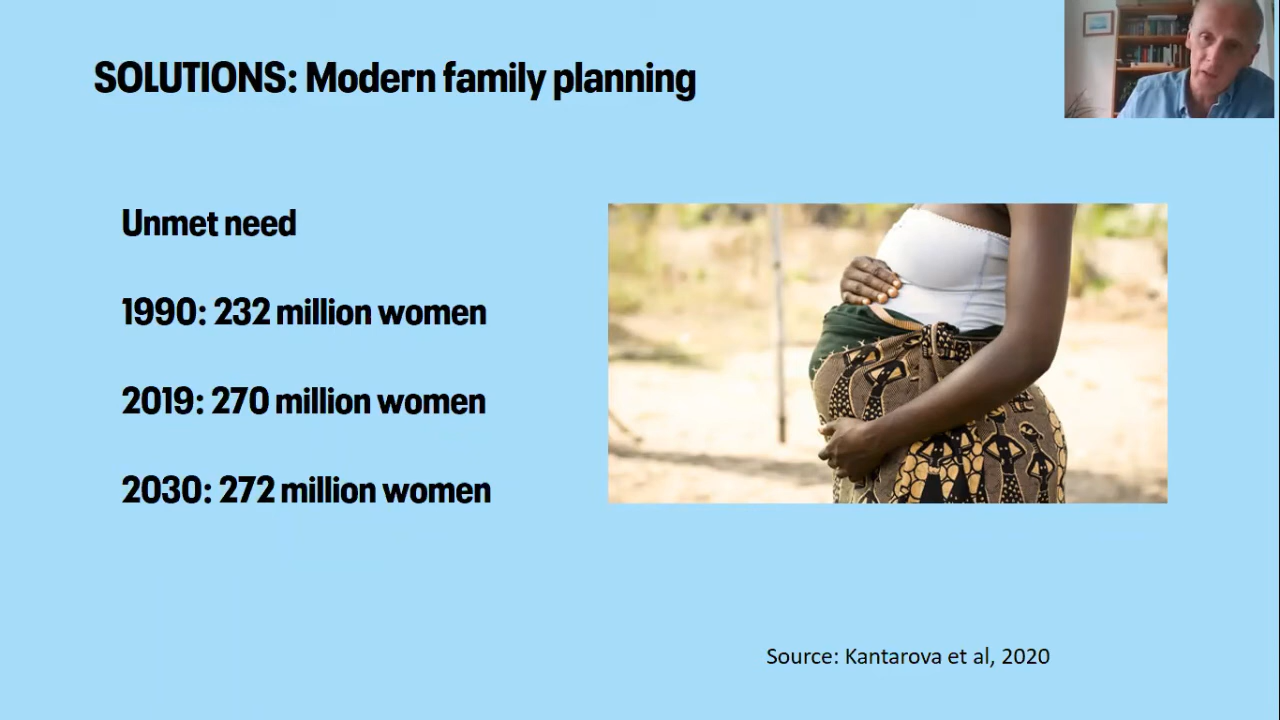 SOLUTIONS: Modern family planning
Unmet need
1990: 232 million women
2019: 270 million women
2030: 272 million women
Source: Kantarova et al, 2020